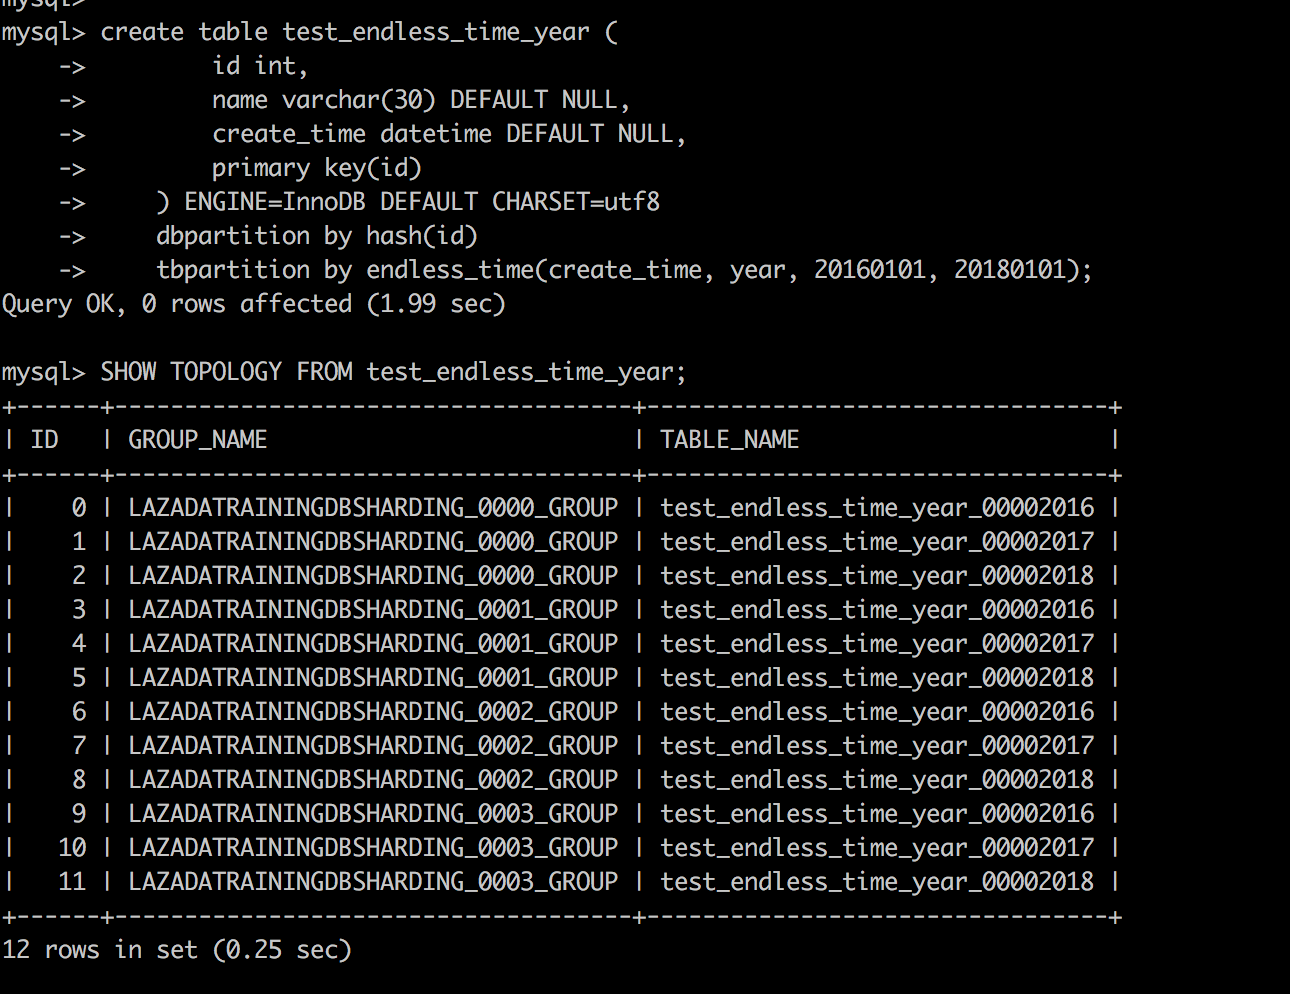 mysql>
mysql> create table test_endless_time_year (
    ->         id int,
    ->         name varchar(30) DEFAULT NULL,
    ->         create_time datetime DEFAULT NULL,
    ->         primary key(id)
    ->     ) ENGINE=InnoDB DEFAULT CHARSET=utf8
    ->     dbpartition by hash(id)
    ->     tbpartition by endless_time(create_time, year, 20160101, 20180101);
Query OK, 0 rows affected (1.99 sec)

mysql> SHOW TOPOLOGY FROM test_endless_time_year;
+------+-------------------------------------+---------------------------------+
| ID   | GROUP_NAME                          | TABLE_NAME                      |
+------+-------------------------------------+---------------------------------+
|    0 | LAZADATRAININGDBSHARDING_0000_GROUP | test_endless_time_year_00002016 |
|    1 | LAZADATRAININGDBSHARDING_0000_GROUP | test_endless_time_year_00002017 |
|    2 | LAZADATRAININGDBSHARDING_0000_GROUP | test_endless_time_year_00002018 |
|    3 | LAZADATRAININGDBSHARDING_0001_GROUP | test_endless_time_year_00002016 |
|    4 | LAZADATRAININGDBSHARDING_0001_GROUP | test_endless_time_year_00002017 |
|    5 | LAZADATRAININGDBSHARDING_0001_GROUP | test_endless_time_year_00002018 |
|    6 | LAZADATRAININGDBSHARDING_0002_GROUP | test_endless_time_year_00002016 |
|    7 | LAZADATRAININGDBSHARDING_0002_GROUP | test_endless_time_year_00002017 |
|    8 | LAZADATRAININGDBSHARDING_0002_GROUP | test_endless_time_year_00002018 |
|    9 | LAZADATRAININGDBSHARDING_0003_GROUP | test_endless_time_year_00002016 |
|   10 | LAZADATRAININGDBSHARDING_0003_GROUP | test_endless_time_year_00002017 |
|   11 | LAZADATRAININGDBSHARDING_0003_GROUP | test_endless_time_year_00002018 |
+------+-------------------------------------+---------------------------------+
12 rows in set (0.25 sec)